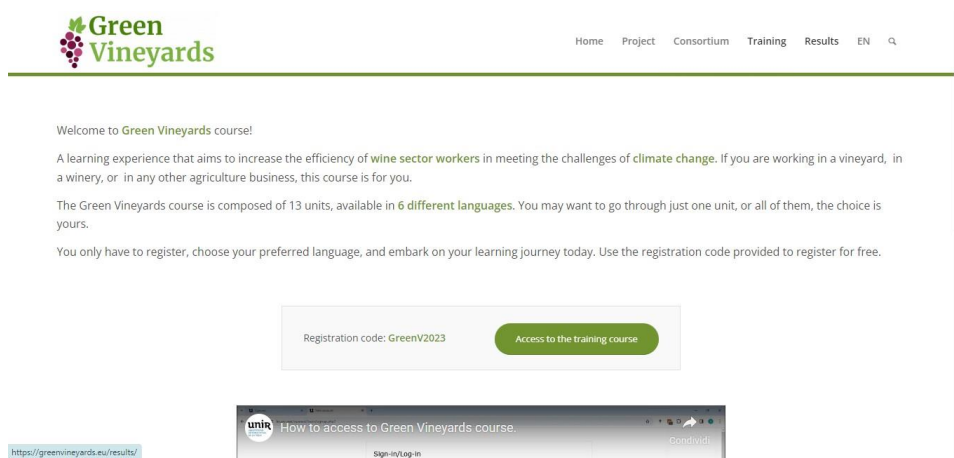 Green
Vineyards
Home Project Consortium Training Results EN
Welcome to Green Vineyards course!
A learning experience that aims to increase the efficiency of wine sector workers in meeting the challenges of climate change. If you are working in a vineyard, in
a winery, or in any other agriculture business, this course is for you.
The Green Vineyards course is composed of 13 units, available in 6 different languages. You may want to go through just one unit, or all of them, the choice is
yours.
You only have to register, choose your preferred language, and embark on your learning journey today. Use the registration code provided to register for free.
Registration code: GreenV2023 Access to the training course
unir How to access to Green Vineyards course.
Condividi
Sign-in/Log-in
https://greenvineyards.eu/results/